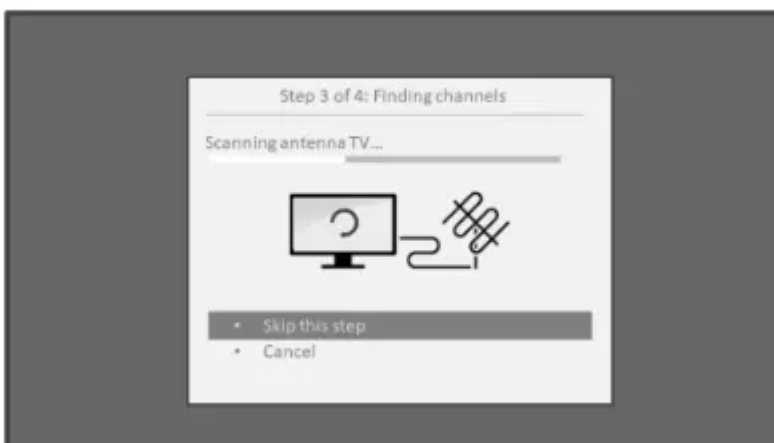 Step 3 of 4: Finding channels
Scanning antenna TV...
• Skip this step
• Cancel